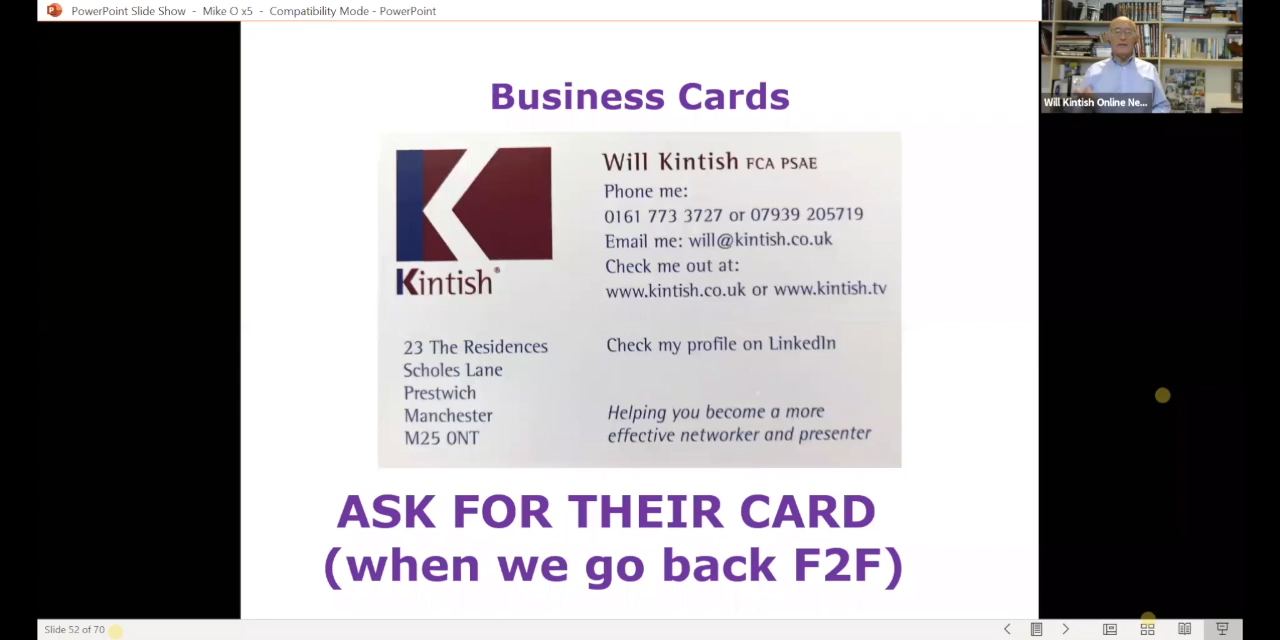 PowerPoint Slide Show - Mike O x5 - Compatibility Mode - PowerPoint
Will Kintish Online Ne...
Business Cards
Kintish®
Will Kintish FCA PSAE
Phone me:
0161 773 3727 or 07939 205719
Email me: will@kintish.co.uk
Check me out at:
www.kintish.co.uk or www.kintish.tv
23 The Residences
Scholes Lane
Prestwich
Manchester
M25 0NT
Check my profile on LinkedIn
Helping you become a more
effective networker and presenter
ASK FOR THEIR CARD
(when we go back F2F)
Slide 52 of 70